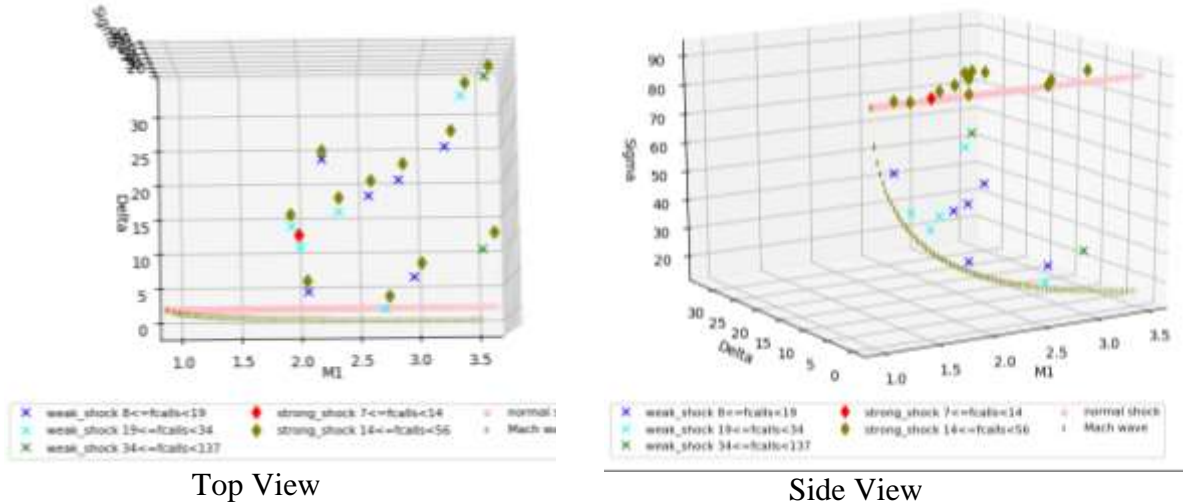 90
80
70
60
50
40
30
20
Sigma
30
25
20
15
10
5
0
Delta
1.0
1.5
2.0
2.5
3.0
3.5
M1
30
25
20
15
10
5
0
Delta
1.0
1.5
2.0
2.5
3.0
3.5
M1
weak_shock 8<=fcalls<19
strong_shock 7<=fcalls<14
normal s
weak_shock 19<=fcalls<34
strong_shock 14<=fcalls<56
Mach wa
weak_shock 34<=fcalls<137
weak_shock 8<=fcalls<19
strong_shock 7<=fcalls<14
normal shock
weak_shock 19<=fcalls<34
strong_shock 14<=fcalls<56
Mach wave
weak_shock 34<=fcalls<137
Top View
Side View